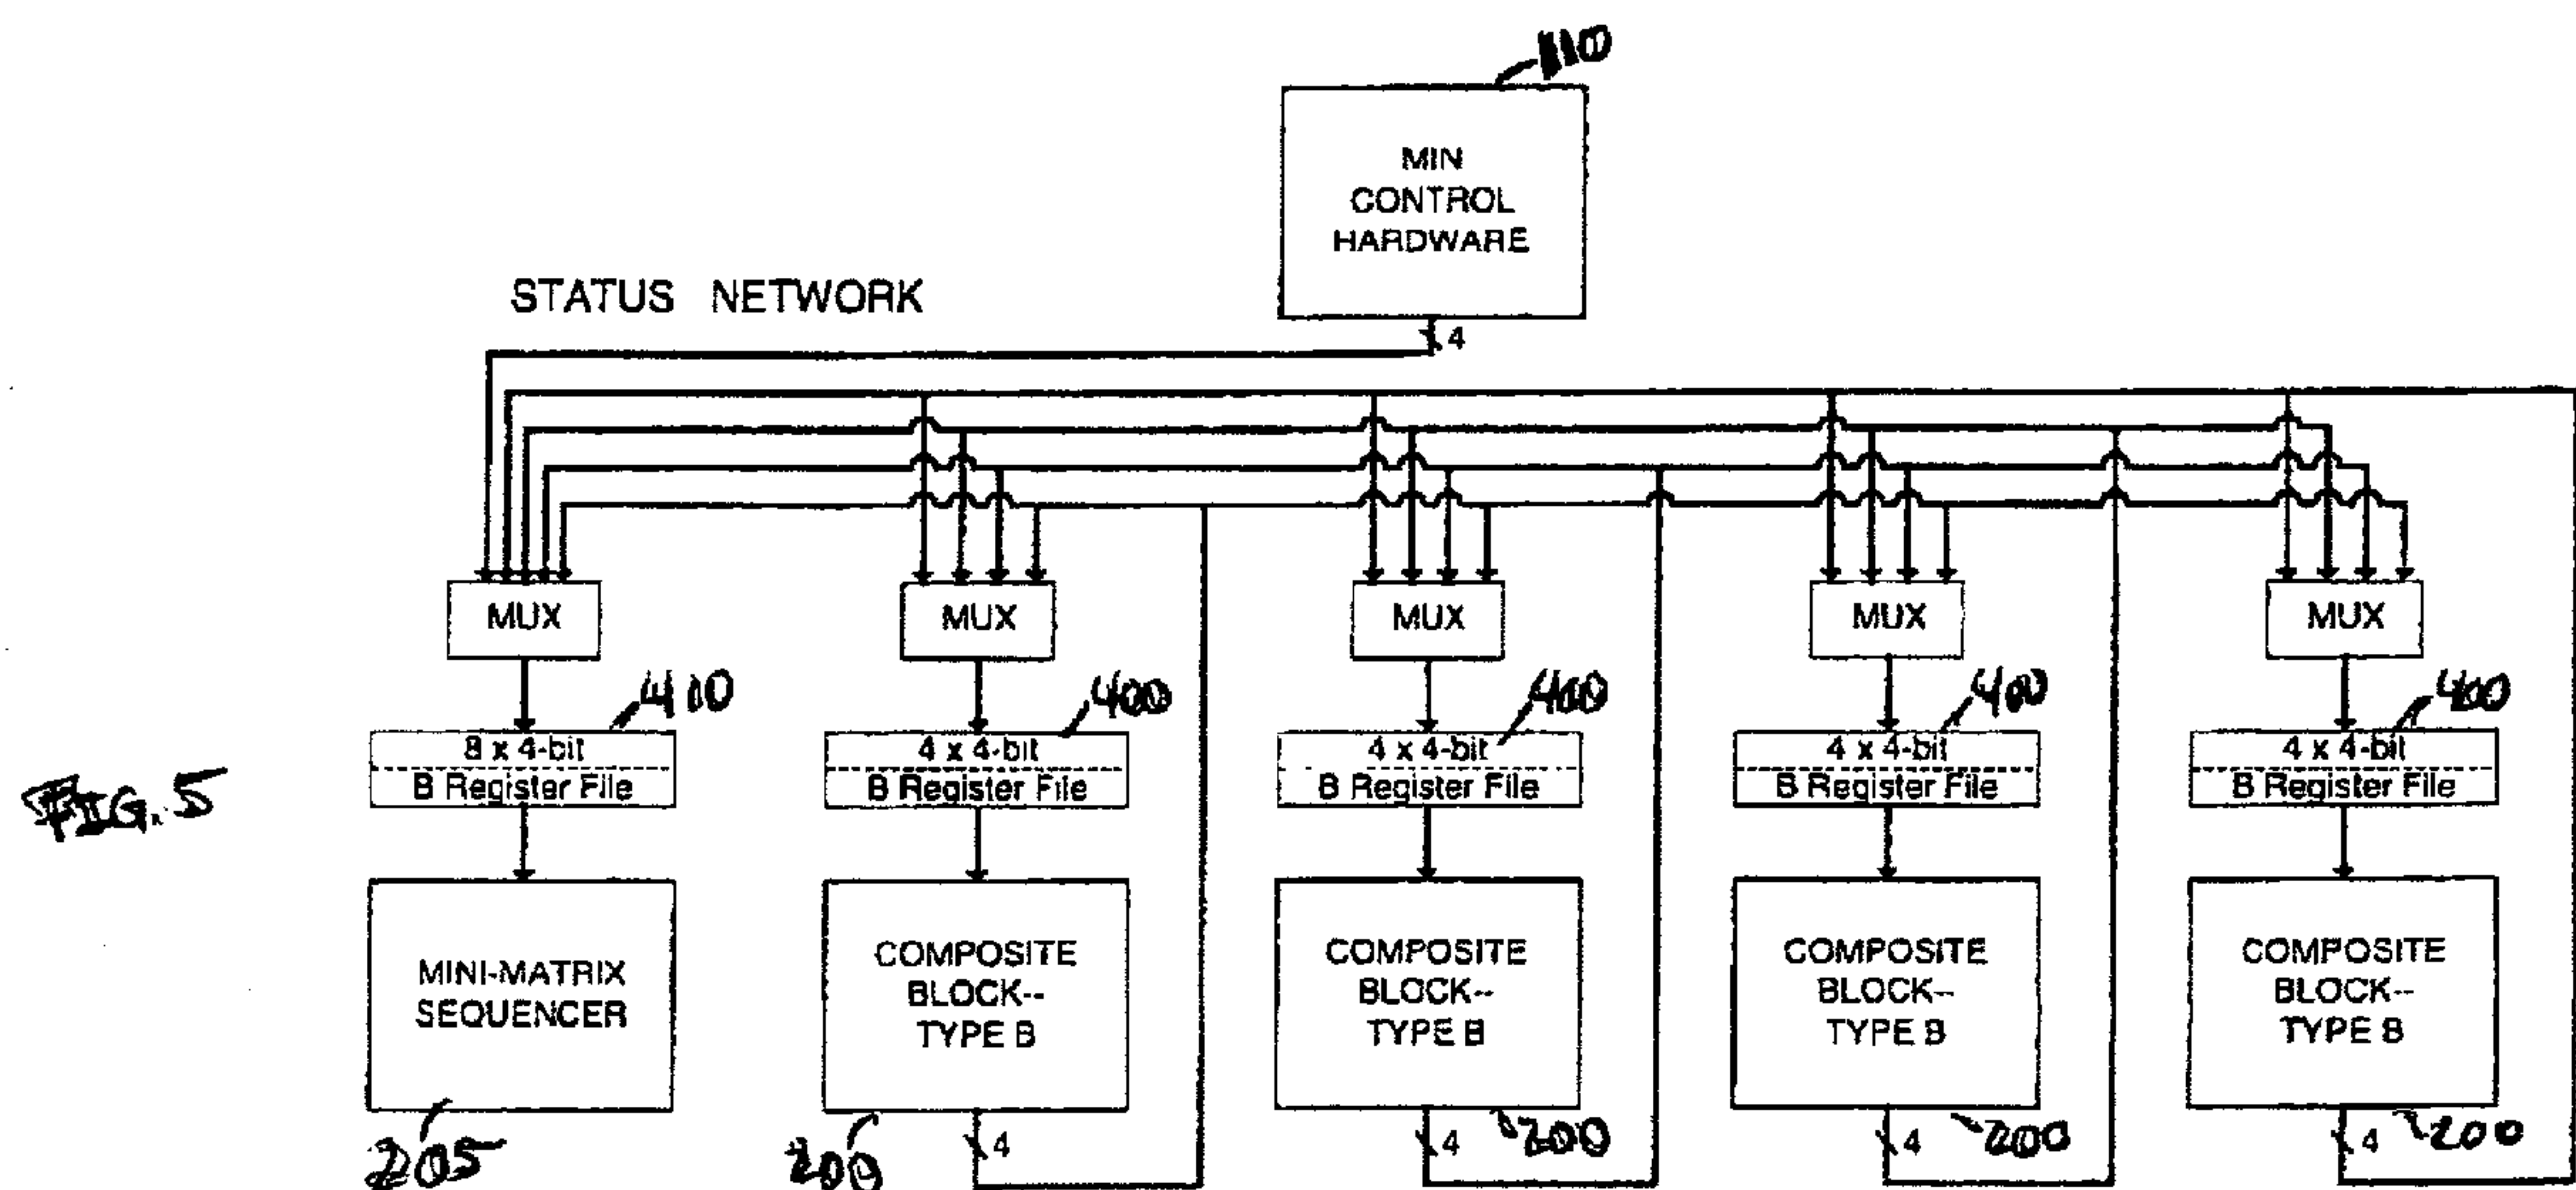 110
MIN
CONTROL
HARDWARE
STATUS NETWORK
4
MUX
MUX
MUX
MUX
MUX
410
400
400
400
400
8 x 4-bit
B Register File
4 x 4-bit
B Register File
4 x 4-bit
B Register File
4 x 4-bit
B Register File
4 x 4-bit
B Register File
FIG. 5
MINI-MATRIX
SEQUENCER
COMPOSITE
BLOCK--
TYPE B
COMPOSITE
BLOCK--
TYPE B
COMPOSITE
BLOCK--
TYPE B
COMPOSITE
BLOCK--
TYPE B
205
200
4
4
200
4
200
4
200